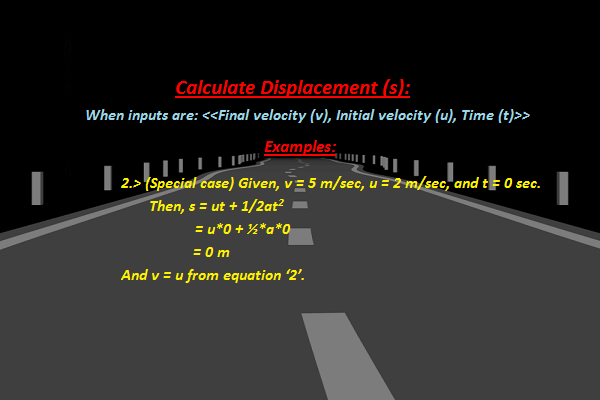 Calculate Displacement (s):
When inputs are: <<Final velocity (v), Initial velocity (u), Time (t)>>
Examples:
2.> (Special case) Given, v = 5 m/sec, u = 2 m/sec, and t = 0 sec.
Then, s = ut + 1/2at²
= u*0 + ½*a*0
= 0 m
And v = u from equation ‘2’.